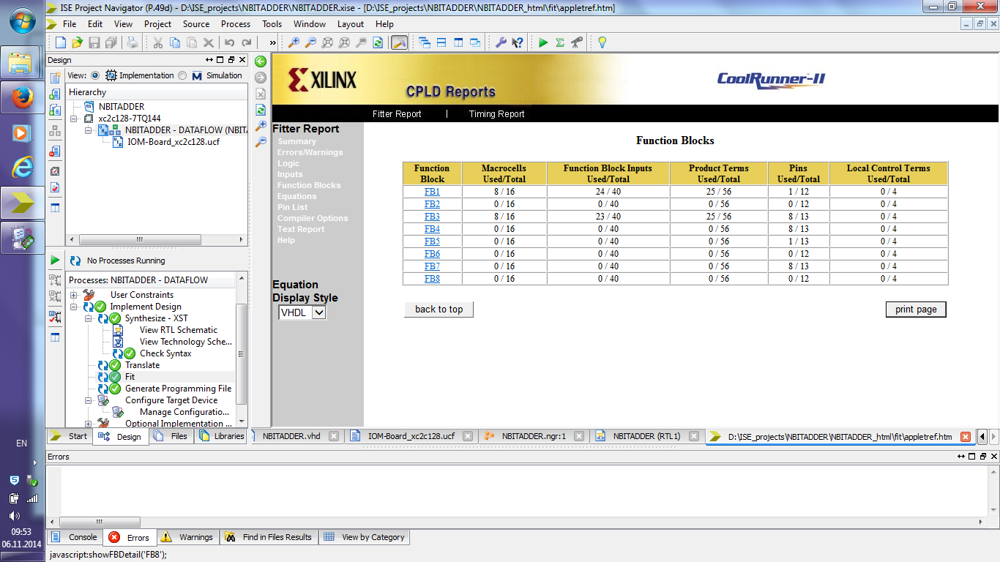 ISE Project Navigator (P.49d) - D:\ISE_projects\NBITADDER\NBITADDER.xise - [D:\ISE_projects\NBITADDER\NBITADDER_html\fit\appletref.htm]
File Edit View Project Source Process Tools Window Layout Help
Design
View: Implementation Simulation
Hierarchy
NBITADDER
xc2c128-7TQ144
NBITADDER - DATAFLOW (NBITA
IOM-Board_xc2c128.ucf
No Processes Running
Processes: NBITADDER - DATAFLOW
User Constraints
Implement Design
Synthesize - XST
View RTL Schematic
View Technology Sche...
Check Syntax
Translate
Fit
Generate Programming File
Configure Target Device
Manage Configuratio...
Optional Implementation ...
Start Design Files Libraries
XILINX
CPLD Reports
CoolRunner-II
Fitter Report | Timing Report
Fitter Report
Summary
Errors/Warnings
Logic
Inputs
Function Blocks
Equations
Pin List
Compiler Options
Text Report
Help
Equation
Display Style
VHDL
Function Blocks
Function Block Macrocells Used/Total Function Block Inputs Used/Total Product Terms Used/Total Pins Used/Total Local Control Terms Used/Total
FB1 8 / 16 24 / 40 25 / 56 1 / 12 0 / 4
FB2 0 / 16 0 / 40 0 / 56 0 / 12 0 / 4
FB3 8 / 16 23 / 40 25 / 56 8 / 13 0 / 4
FB4 0 / 16 0 / 40 0 / 56 8 / 13 0 / 4
FB5 0 / 16 0 / 40 0 / 56 1 / 13 0 / 4
FB6 0 / 16 0 / 40 0 / 56 0 / 12 0 / 4
FB7 0 / 16 0 / 40 0 / 56 8 / 13 0 / 4
FB8 0 / 16 0 / 40 0 / 56 0 / 12 0 / 4
back to top print page
NBITADDER.vhd IOM-Board_xc2c128.ucf NBITADDER.ngr:1 NBITADDER (RTL1) D:\ISE_projects\NBITADDER\NBITADDER_html\fit\appletref.htm
Errors
Console Errors Warnings Find in Files Results View by Category
javascript:showFBDetail('FB8');
EN
09:53
06.11.2014